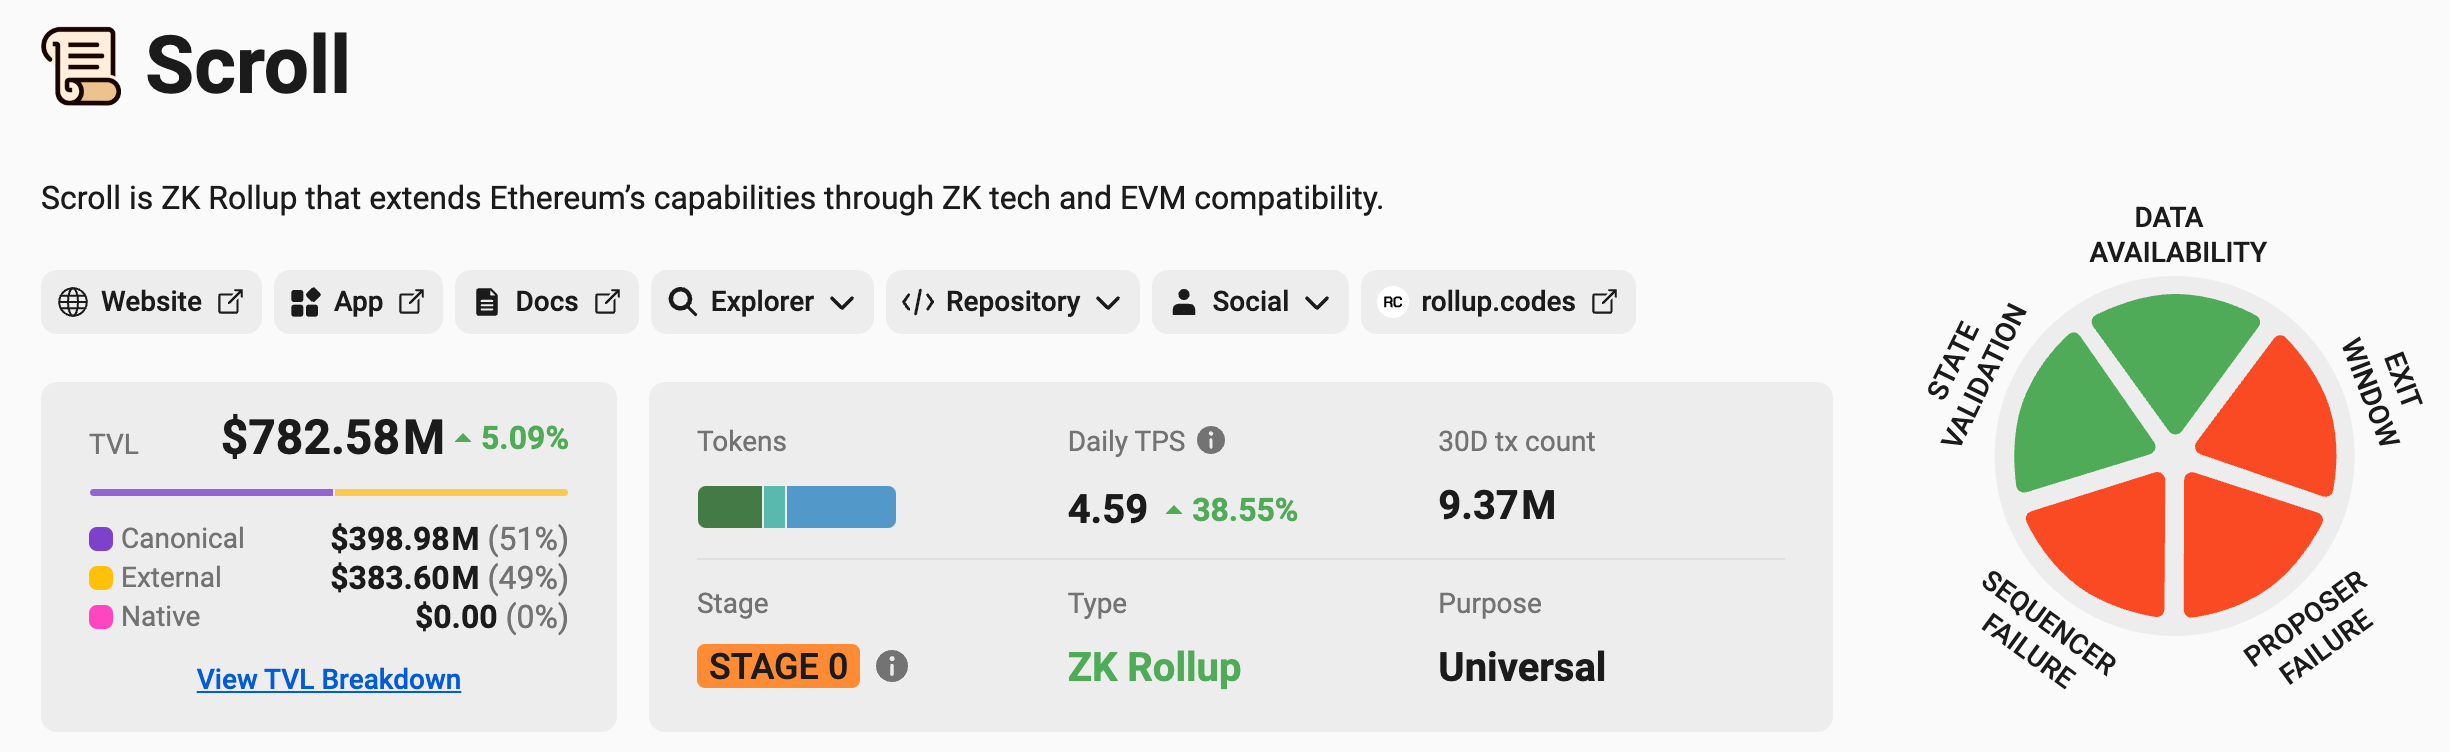 Scroll
Scroll is ZK Rollup that extends Ethereum’s capabilities through ZK tech and EVM compatibility.
Website
App
Docs
Explorer
</> Repository
Social
RC rollup.codes
TVL $782.58M 5.09%
Canonical $398.98M (51%)
External $383.60M (49%)
Native $0.00 (0%)
View TVL Breakdown
Tokens
Daily TPS
4.59 38.55%
30D tx count
9.37M
Stage
STAGE 0
Type
ZK Rollup
Purpose
Universal
DATA
AVAILABILITY
STATE
VALIDATION
EXIT
WINDOW
SEQUENCER
FAILURE
PROPOSER
FAILURE